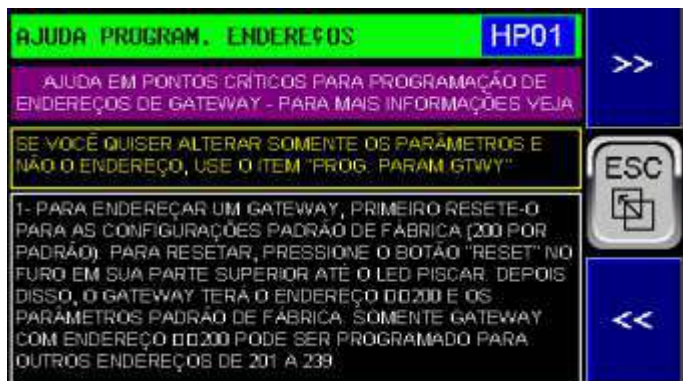 AJUDA PROGRAM. ENDEREÇOS
HP01
>>
AJUDA EM PONTOS CRÍTICOS PARA PROGRAMAÇÃO DE
ENDEREÇOS DE GATEWAY - PARA MAIS INFORMAÇÕES VEJA
SE VOCÊ QUISER ALTERAR SOMENTE OS PARÂMETROS E
NÃO O ENDEREÇO, USE O ITEM "PROG. PARAM.GTWY"
ESC
1- PARA ENDEREÇAR UM GATEWAY, PRIMEIRO RESETE-O
PARA AS CONFIGURAÇÕES PADRÃO DE FÁBRICA (200 POR
PADRÃO). PARA RESETAR, PRESSIONE O BOTÃO "RESET" NO
FURO EM SUA PARTE SUPERIOR ATÉ O LED PISCAR. DEPOIS
DISSO, O GATEWAY TERÁ O ENDEREÇO □□200 E OS
PARÂMETROS PADRÃO DE FÁBRICA. SOMENTE GATEWAY
COM ENDEREÇO □□200 PODE SER PROGRAMADO PARA
OUTROS ENDEREÇOS DE 201 A 239
<<